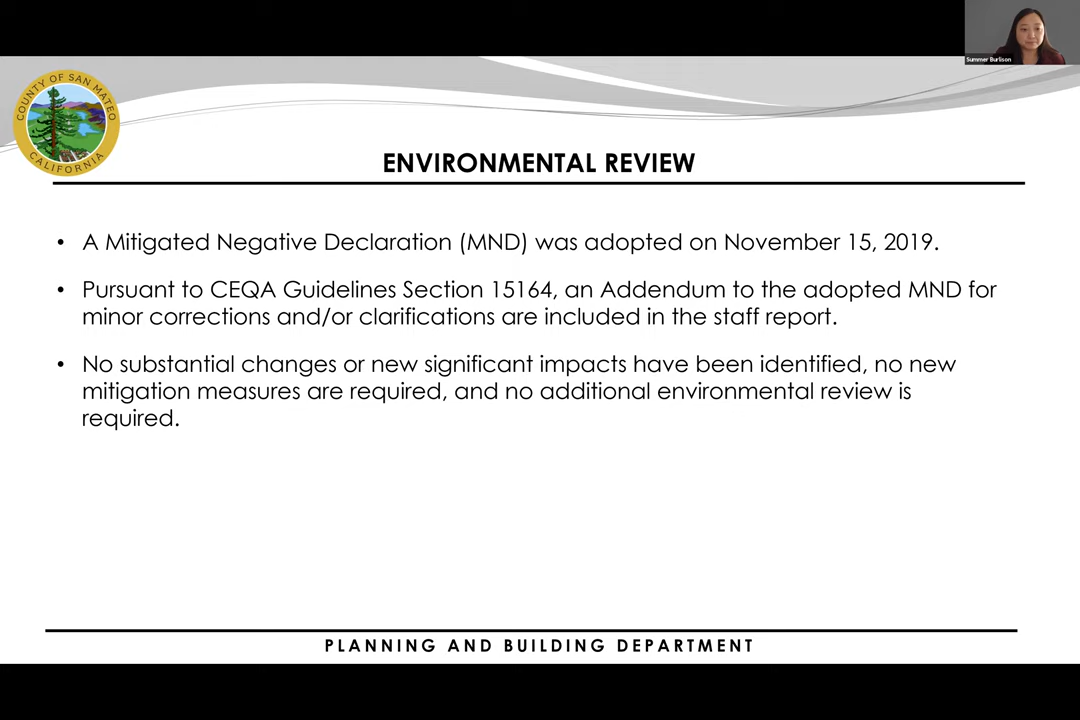 Summer Burlison
COUNTY OF SAN MATEO
CALIFORNIA
ENVIRONMENTAL REVIEW
• A Mitigated Negative Declaration (MND) was adopted on November 15, 2019.
• Pursuant to CEQA Guidelines Section 15164, an Addendum to the adopted MND for
minor corrections and/or clarifications are included in the staff report.
• No substantial changes or new significant impacts have been identified, no new
mitigation measures are required, and no additional environmental review is
required.
PLANNING AND BUILDING DEPARTMENT